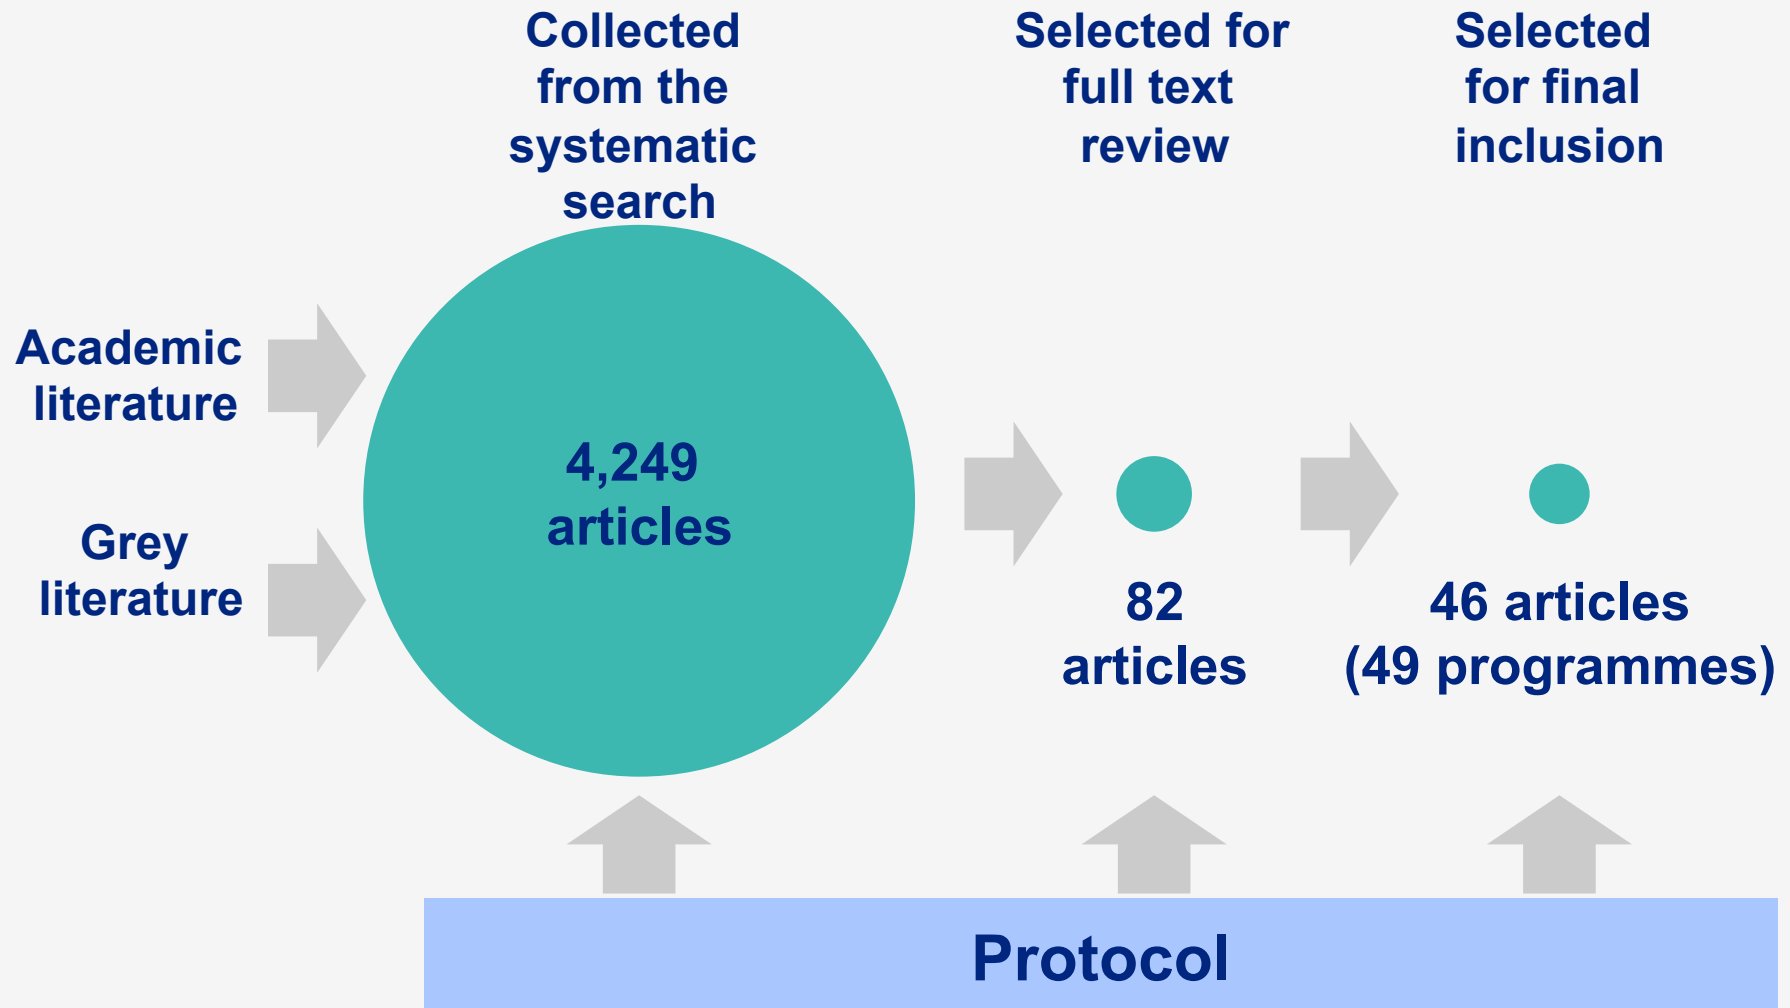 Collected
from the
systematic
search
Selected for
full text
review
Selected
for final
inclusion
Academic
literature
Grey
literature
4,249
articles
82
articles
46 articles
(49 programmes)
Protocol